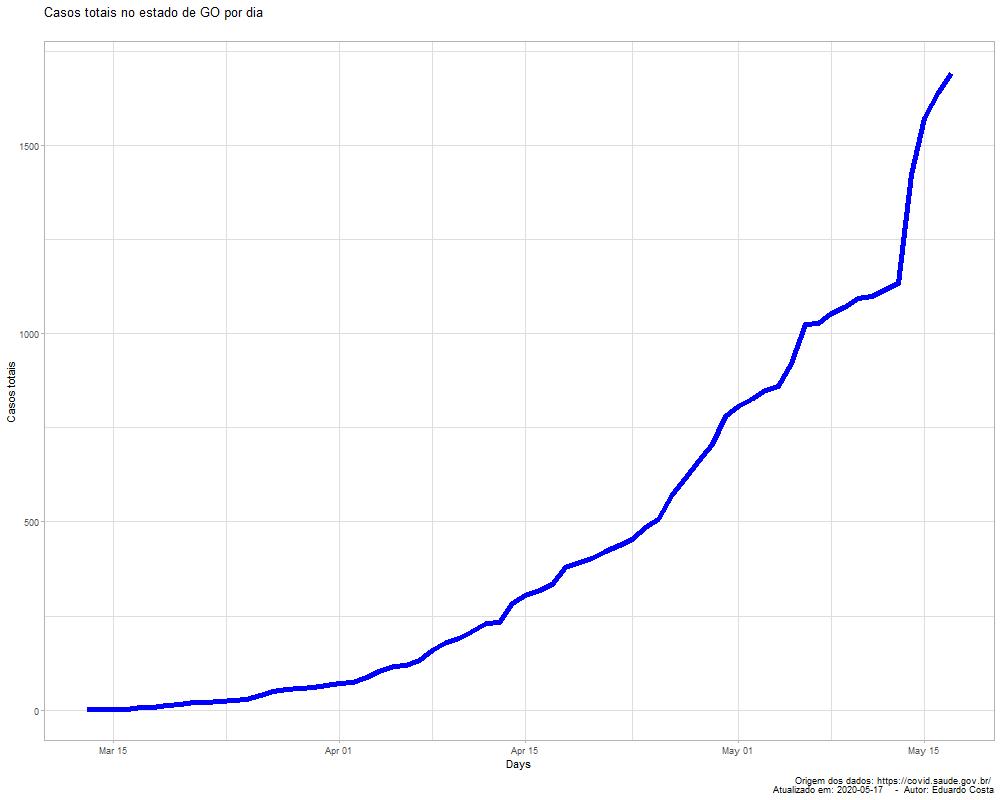 Casos totais no estado de GO por dia
Casos totais
1500
1000
500
0
Mar 15 Apr 01 Apr 15 May 01 May 15
Days
Origem dos dados: https://covid.saude.gov.br/
Atualizado em: 2020-05-17 - Autor: Eduardo Costa